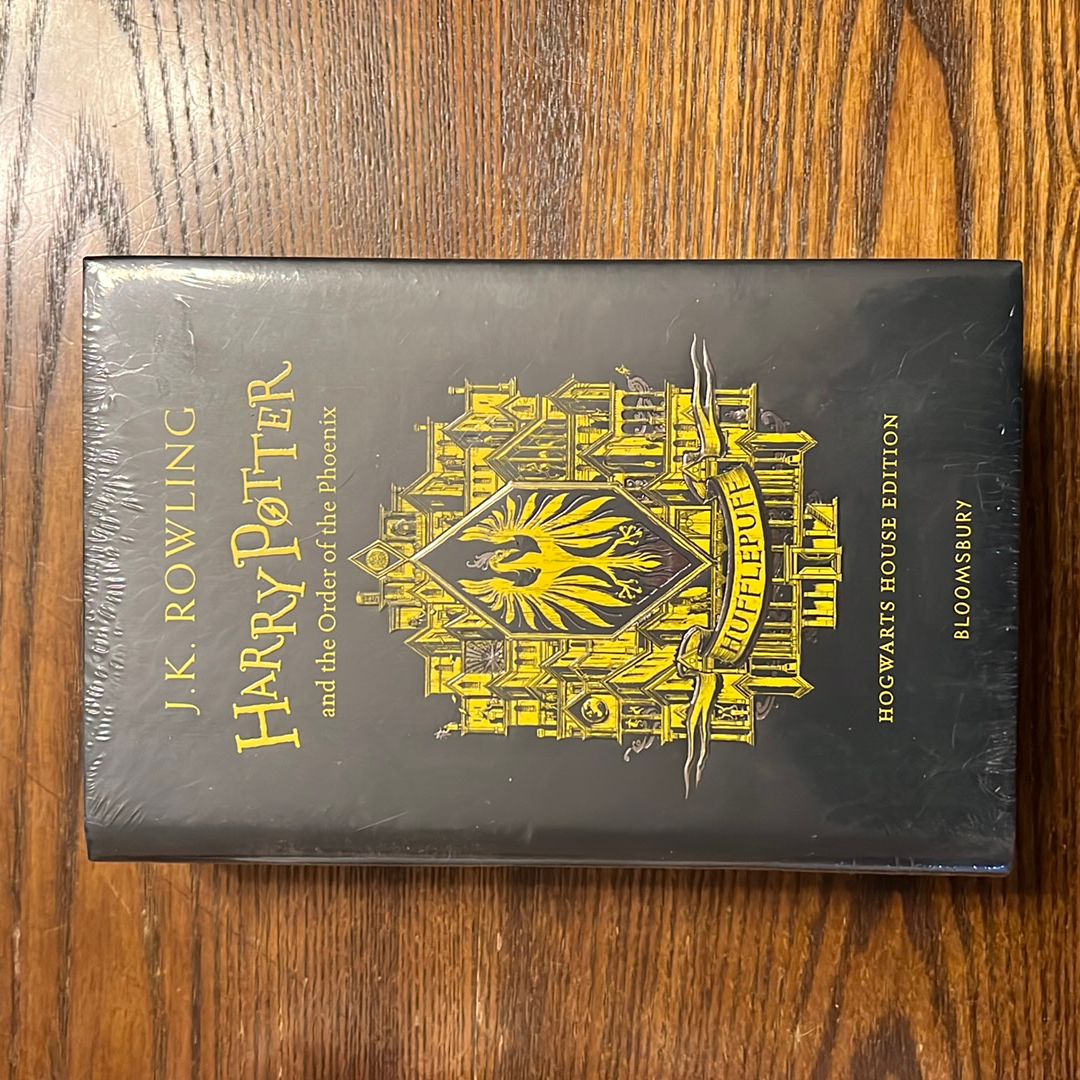 J.K. ROWLING
HARRY POTTER
and the Order of the Phoenix
HUFFLEPUFF
HOGWARTS HOUSE EDITION
BLOOMSBURY